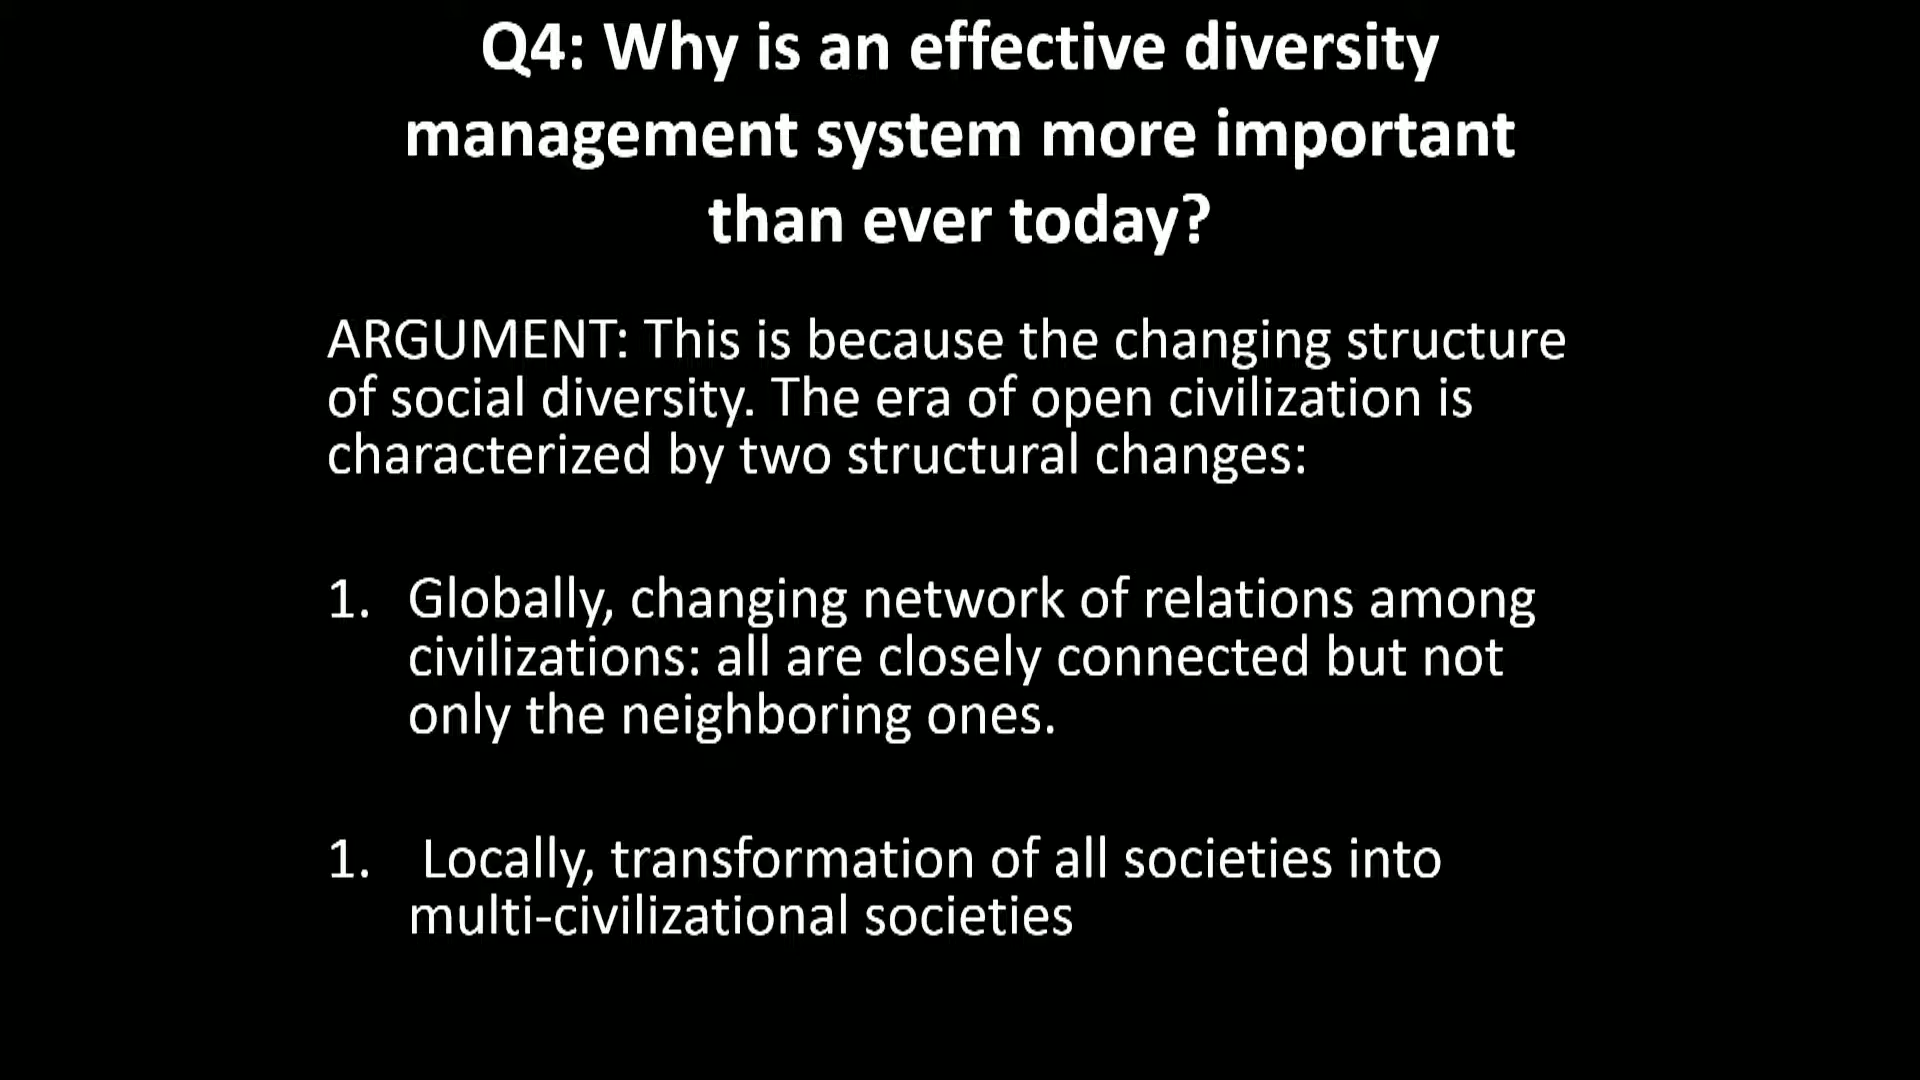 Q4: Why is an effective diversity
management system more important
than ever today?
ARGUMENT: This is because the changing structure
of social diversity. The era of open civilization is
characterized by two structural changes:
1. Globally, changing network of relations among
civilizations: all are closely connected but not
only the neighboring ones.
1. Locally, transformation of all societies into
multi-civilizational societies